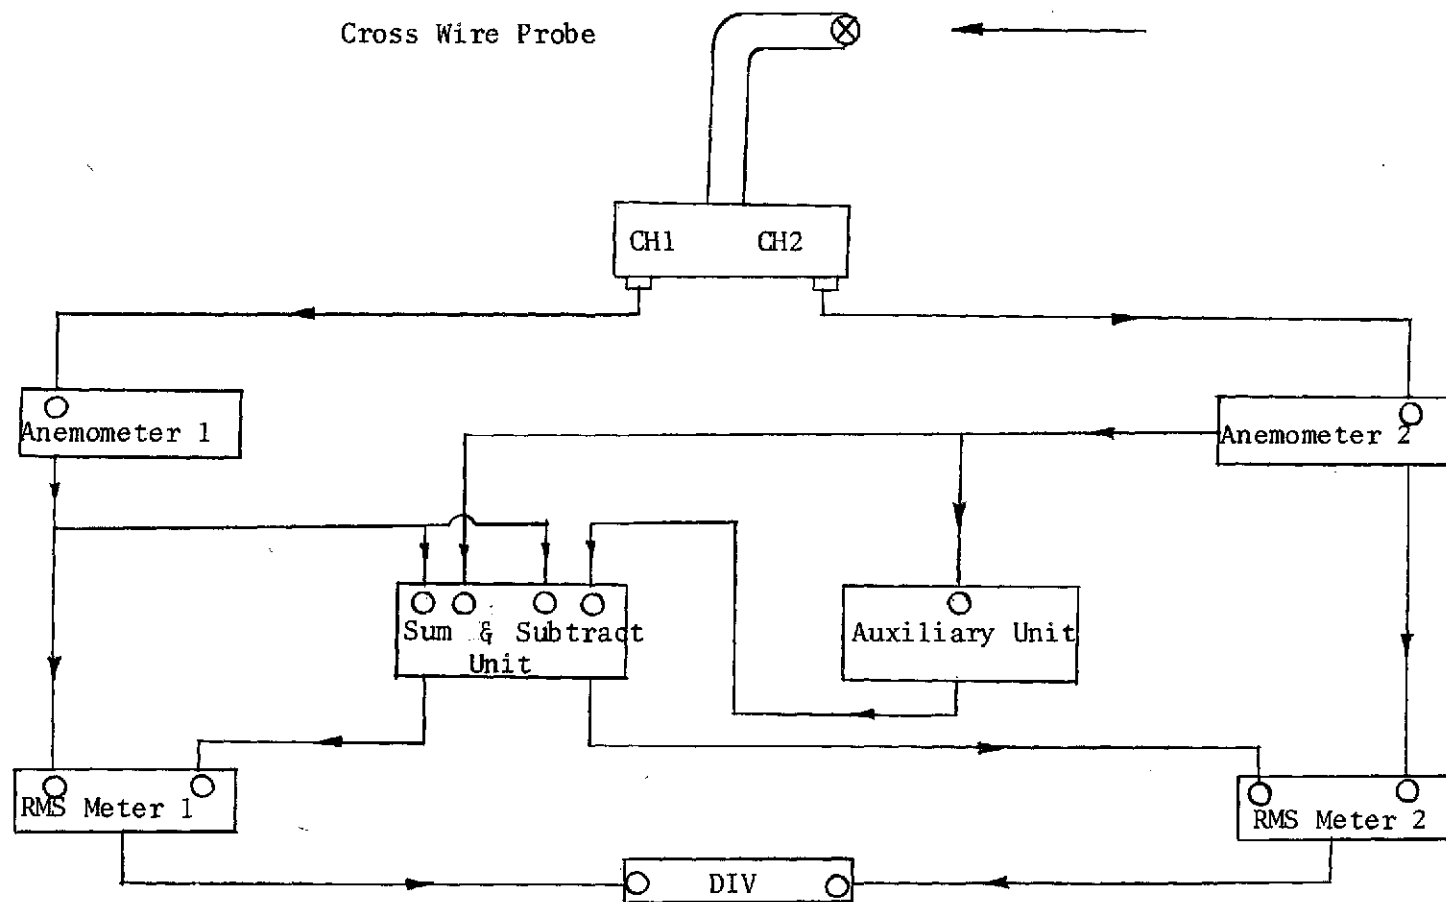 Cross Wire Probe
CH1 CH2
Anemometer 1
Anemometer 2
Sum & Subtract
Unit
Auxiliary Unit
RMS Meter 1
RMS Meter 2
DIV